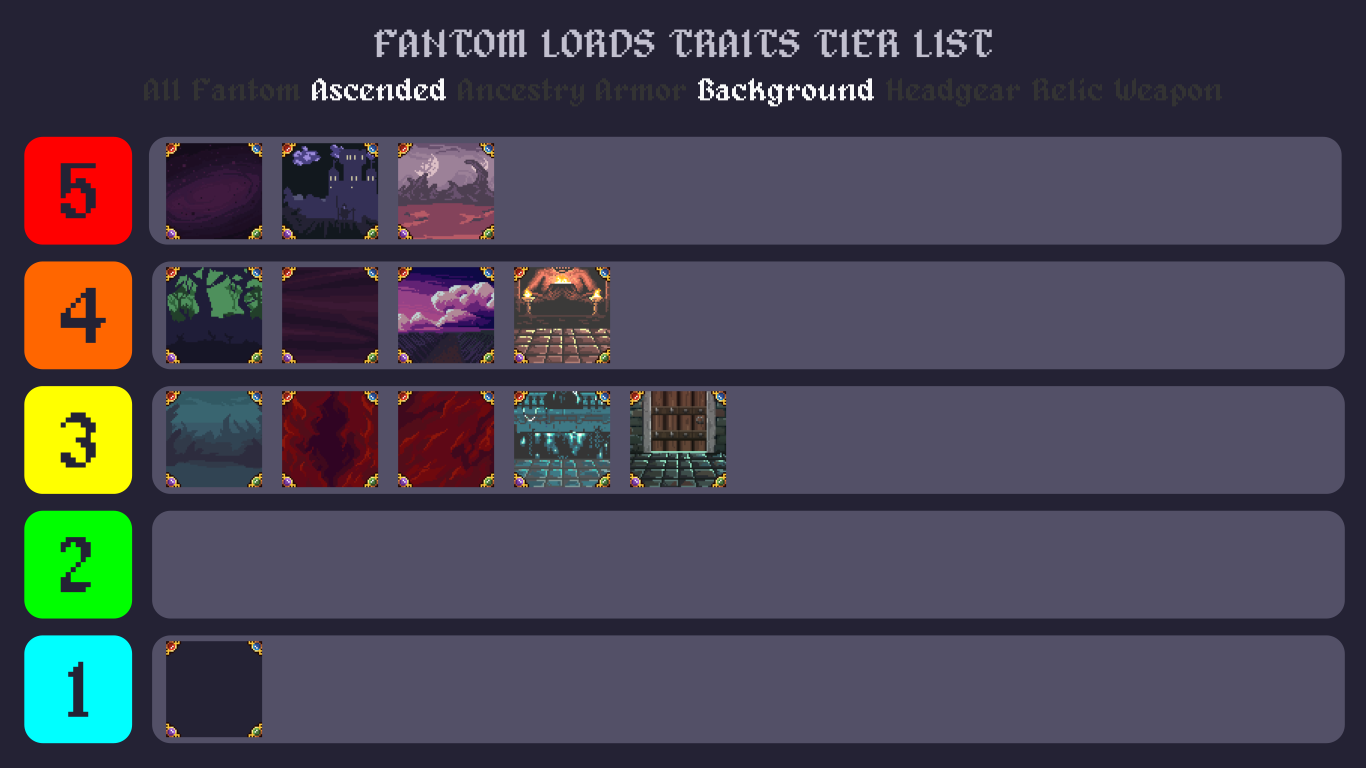 FANTOM LORDS TRAITS TIER LIST
All Fantom Ascended Ancestry Armor Background Headgear Relic Weapon
5
4
3
2
1